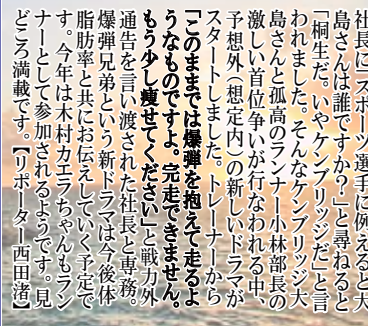 社長に「スポーツ選手に例えると大
島さんは誰ですか？」と尋ねると
「桐生だ。いやケンブリッジだ」と言
われました。そんなケンブリッジ大
島さんと孤高のランナー小林部長の
激しい首位争いが行なわれる中、
予想外（想定内）の新しいドラマが
スタートしました。トレーナーから
「このままでは爆弾を抱えて走るよ
うなものですよ。完走できません。
もう少し痩せてください」と戦力外
通告を言い渡された社長と専務。
爆弾兄弟という新ドラマは今後体
脂肪率と共にお伝えしていく予定で
す。今年は木村カエラちゃんもラン
ナーとして参加されるようです。見
どころ満載です。【リポーター西田渚】